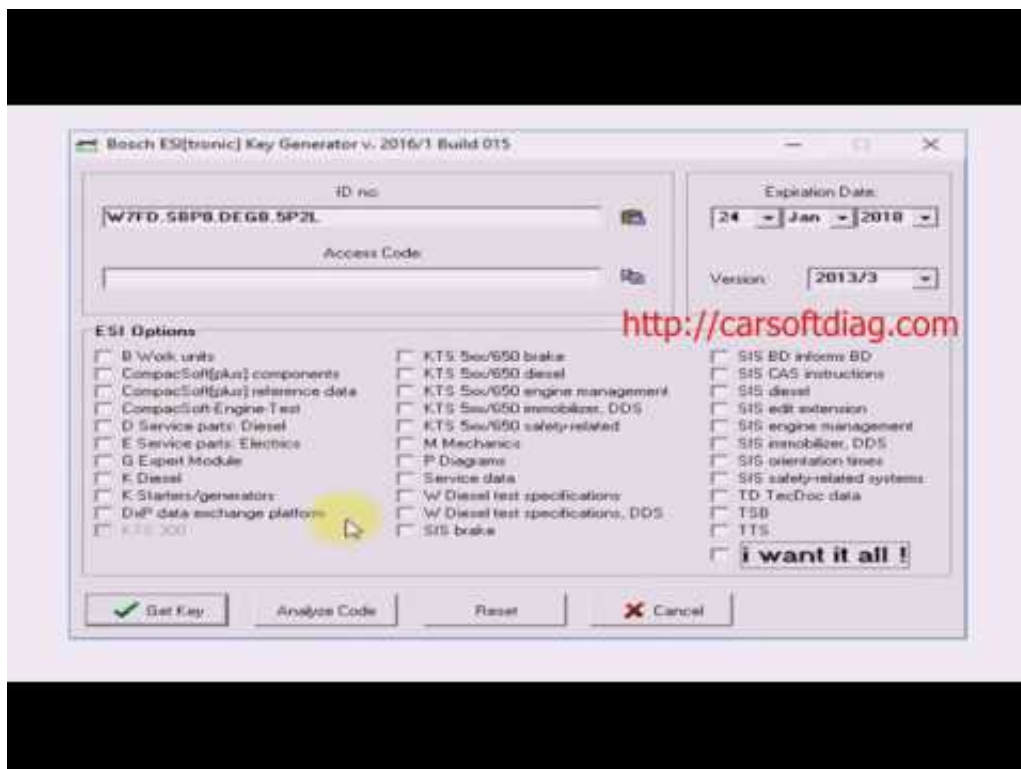 Bosch ESI[tronic] Key Generator v. 2016/1 Build 015
ID no:
W7FD.SBP8.DEG8.5P2L
Access Code:
Expiration Date:
24 Jan 2018
Version: 2013/3
http://carsoftdiag.com
ESI Options
B Work units
CompacSoft[plus] components
CompacSoft[plus] reference data
CompacSoft-Engine-Test
D Service parts: Diesel
E Service parts: Electrics
G Expert Module
K Diesel
K Starters/generators
DxP data exchange platform
KTS 300
KTS 5xx/650 brake
KTS 5xx/650 diesel
KTS 5xx/650 engine management
KTS 5xx/650 immobilizer, DDS
KTS 5xx/650 safety-related
M Mechanics
P Diagrams
Service data
W Diesel test specifications
W Diesel test specifications, DDS
SIS brake
SIS BD informs BD
SIS CAS instructions
SIS diesel
SIS edit extension
SIS engine management
SIS immobilizer, DDS
SIS orientation times
SIS safety-related systems
TD TecDoc data
TSB
TTS
i want it all !
Get Key
Analyze Code
Reset
Cancel